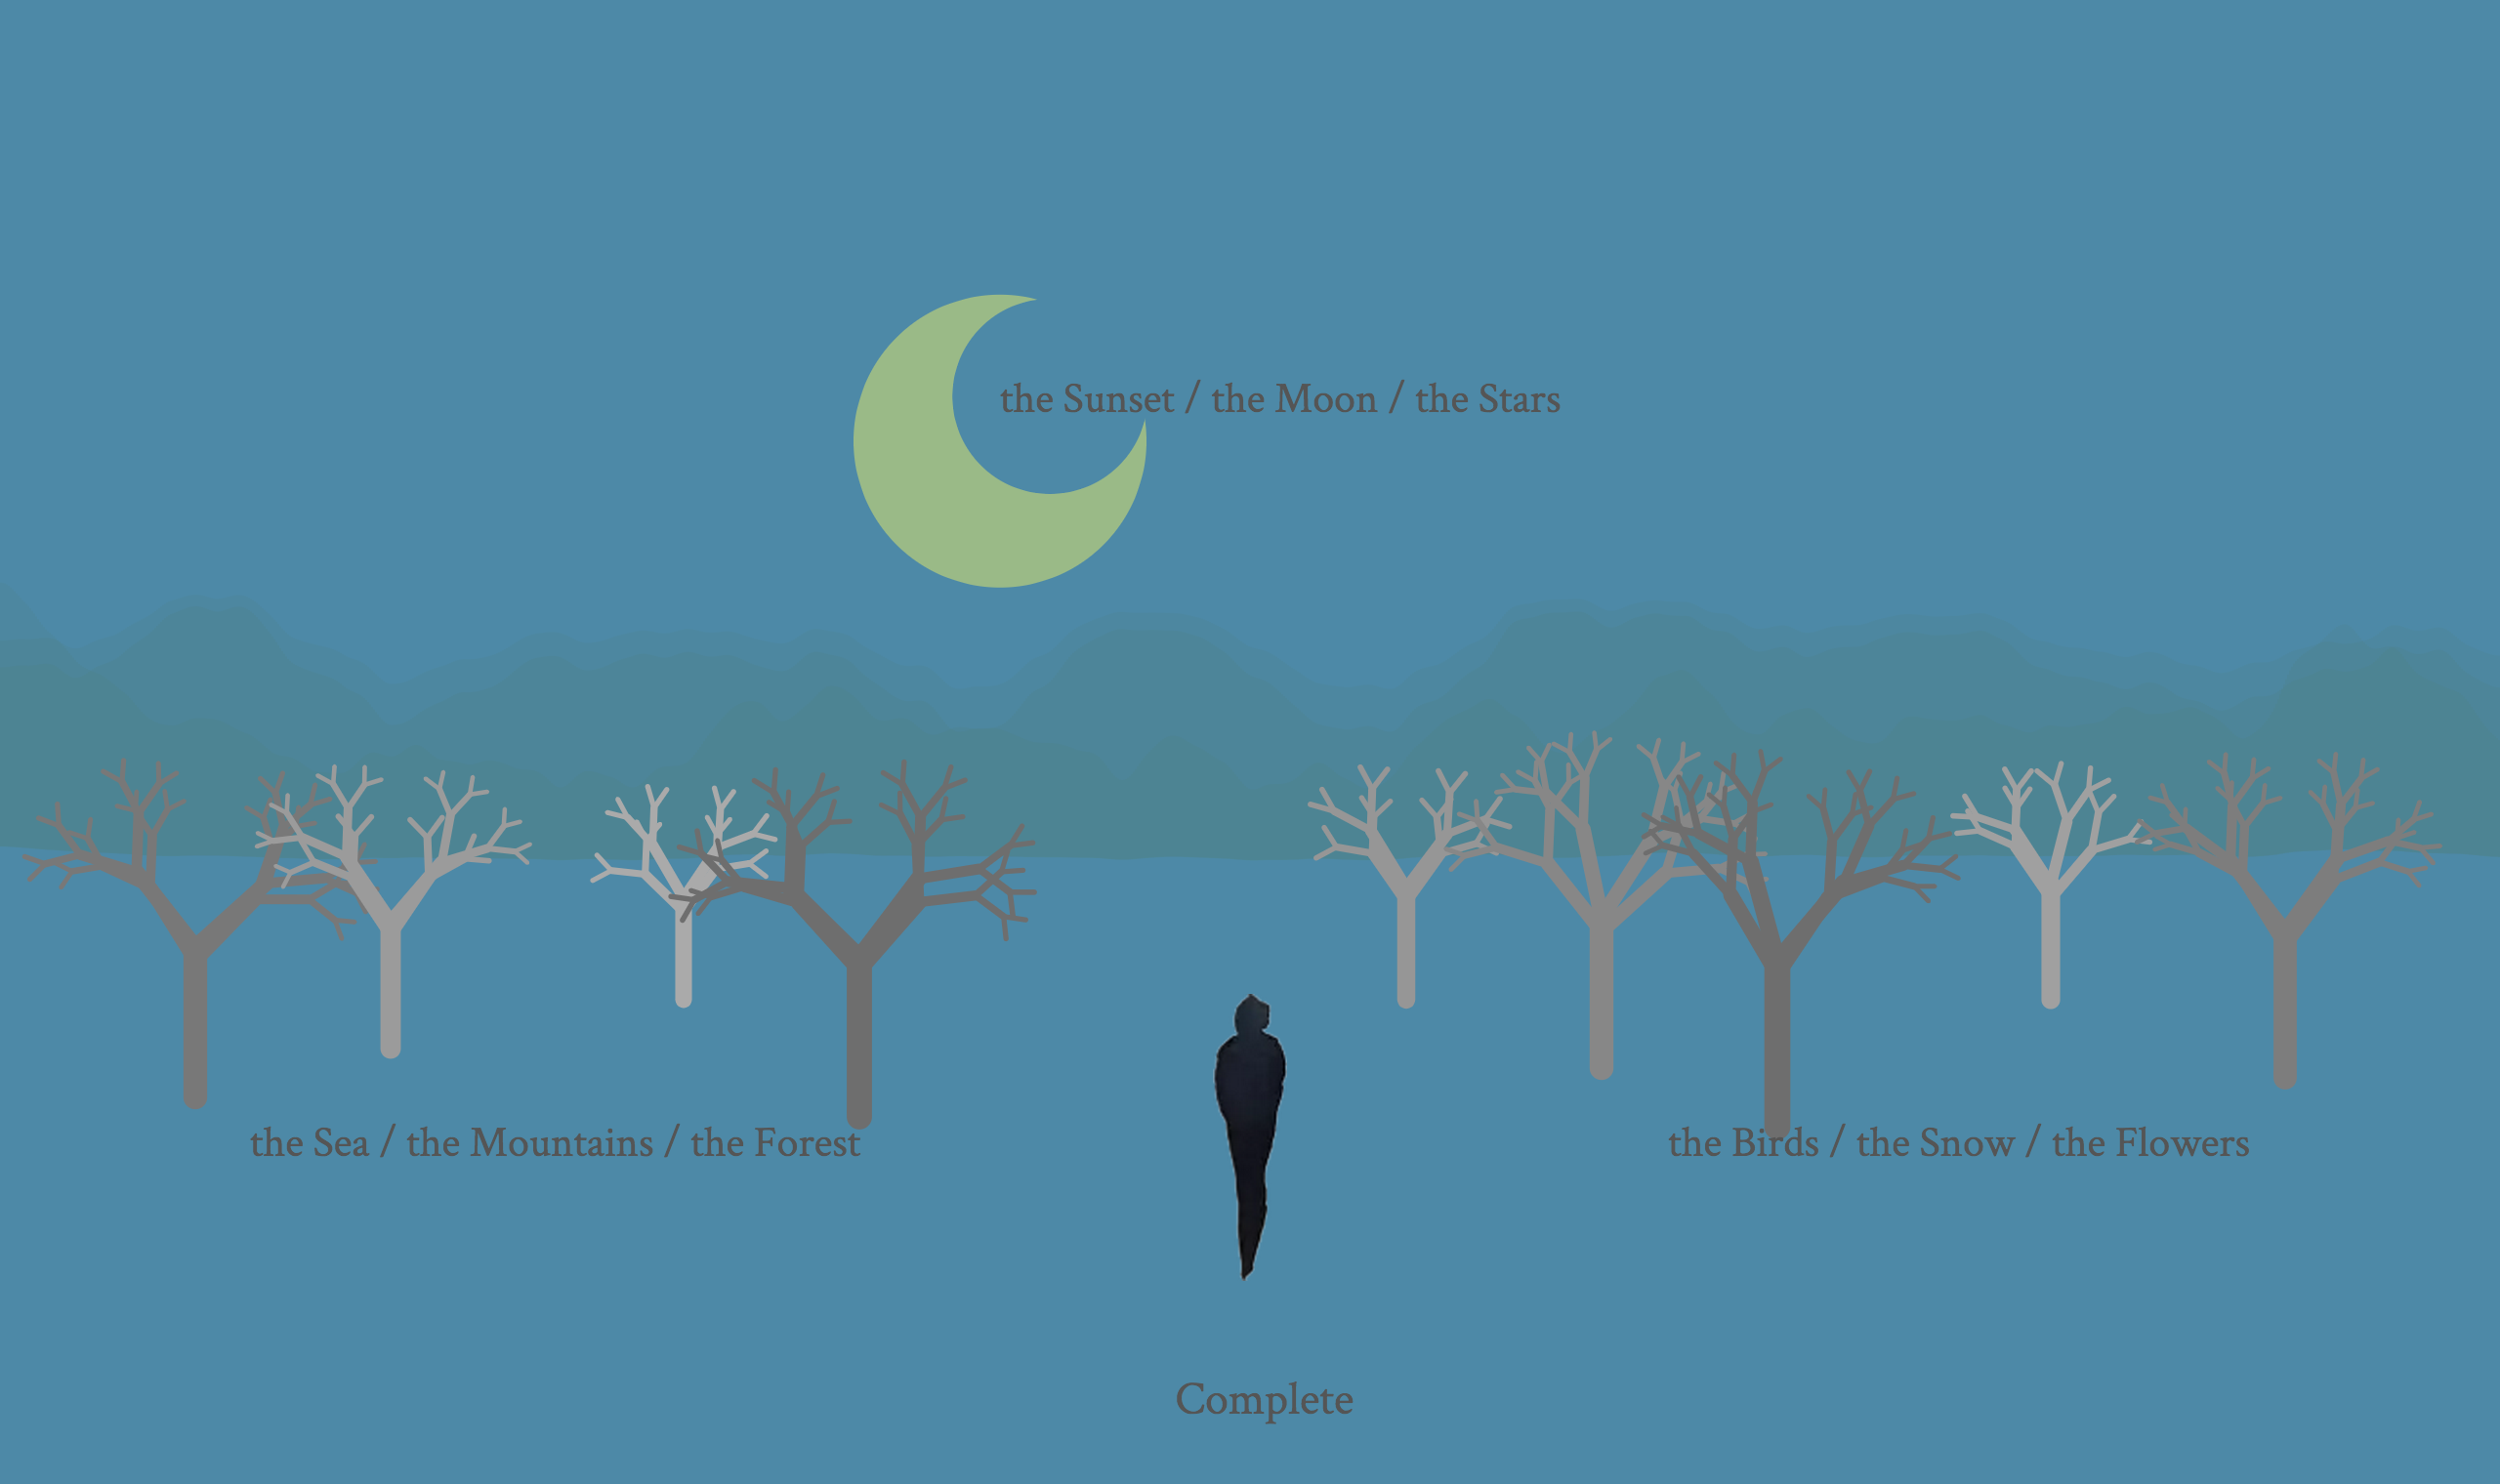 the Sunset / the Moon / the Stars
the Sea / the Mountains / the Forest
the Birds / the Snow / the Flowers
Complete